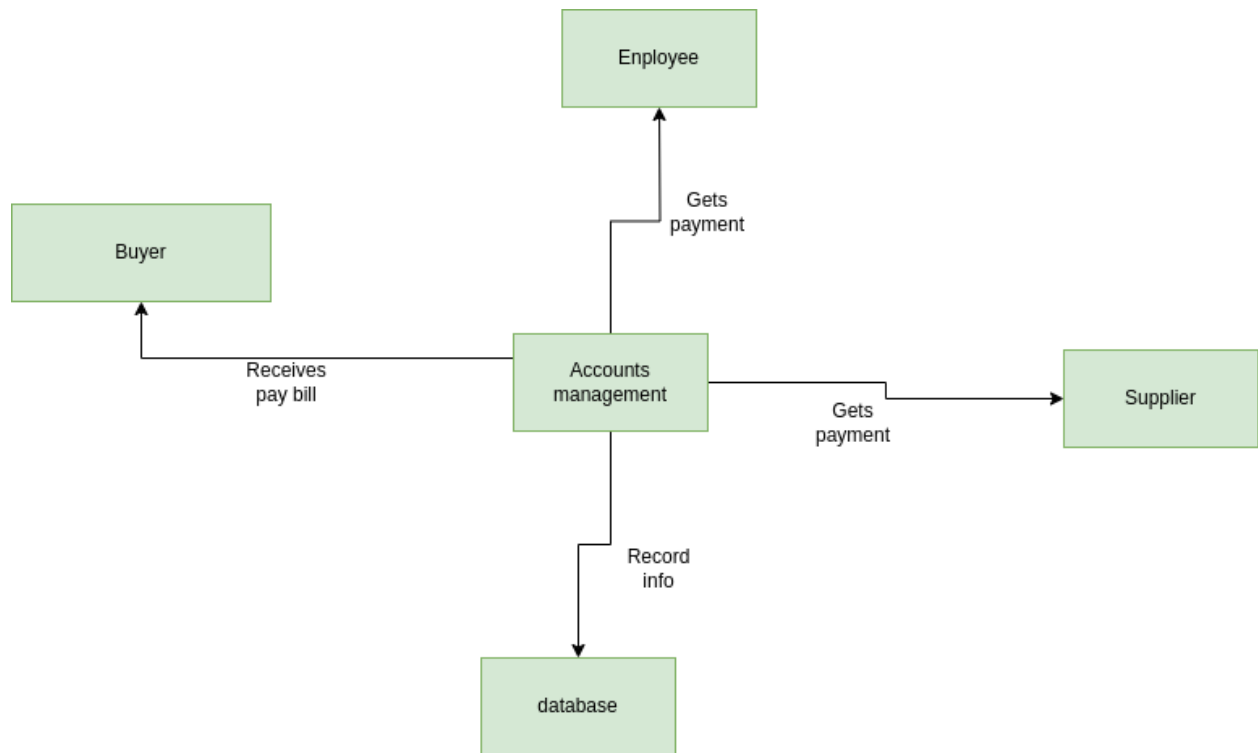 Enployee
Gets
payment
Buyer
Receives
pay bill
Accounts
management
Gets
payment
Supplier
Record
info
database